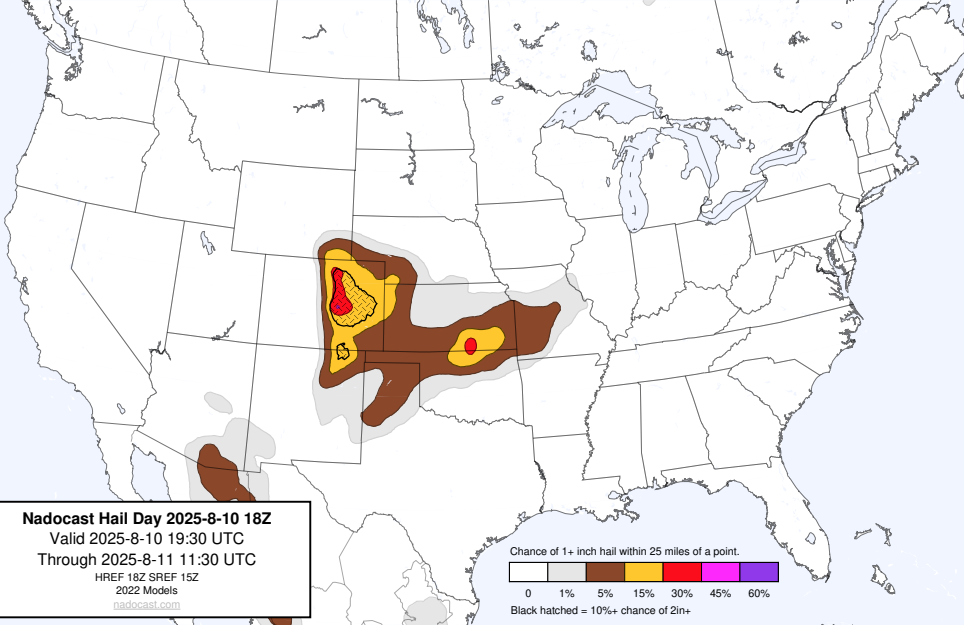 Nadocast Hail Day 2025-8-10 18Z
Valid 2025-8-10 19:30 UTC
Through 2025-8-11 11:30 UTC
HREF 18Z SREF 15Z
2022 Models
nadocast.com
Chance of 1+ inch hail within 25 miles of a point.
0 1% 5% 15% 30% 45% 60%
Black hatched = 10%+ chance of 2in+